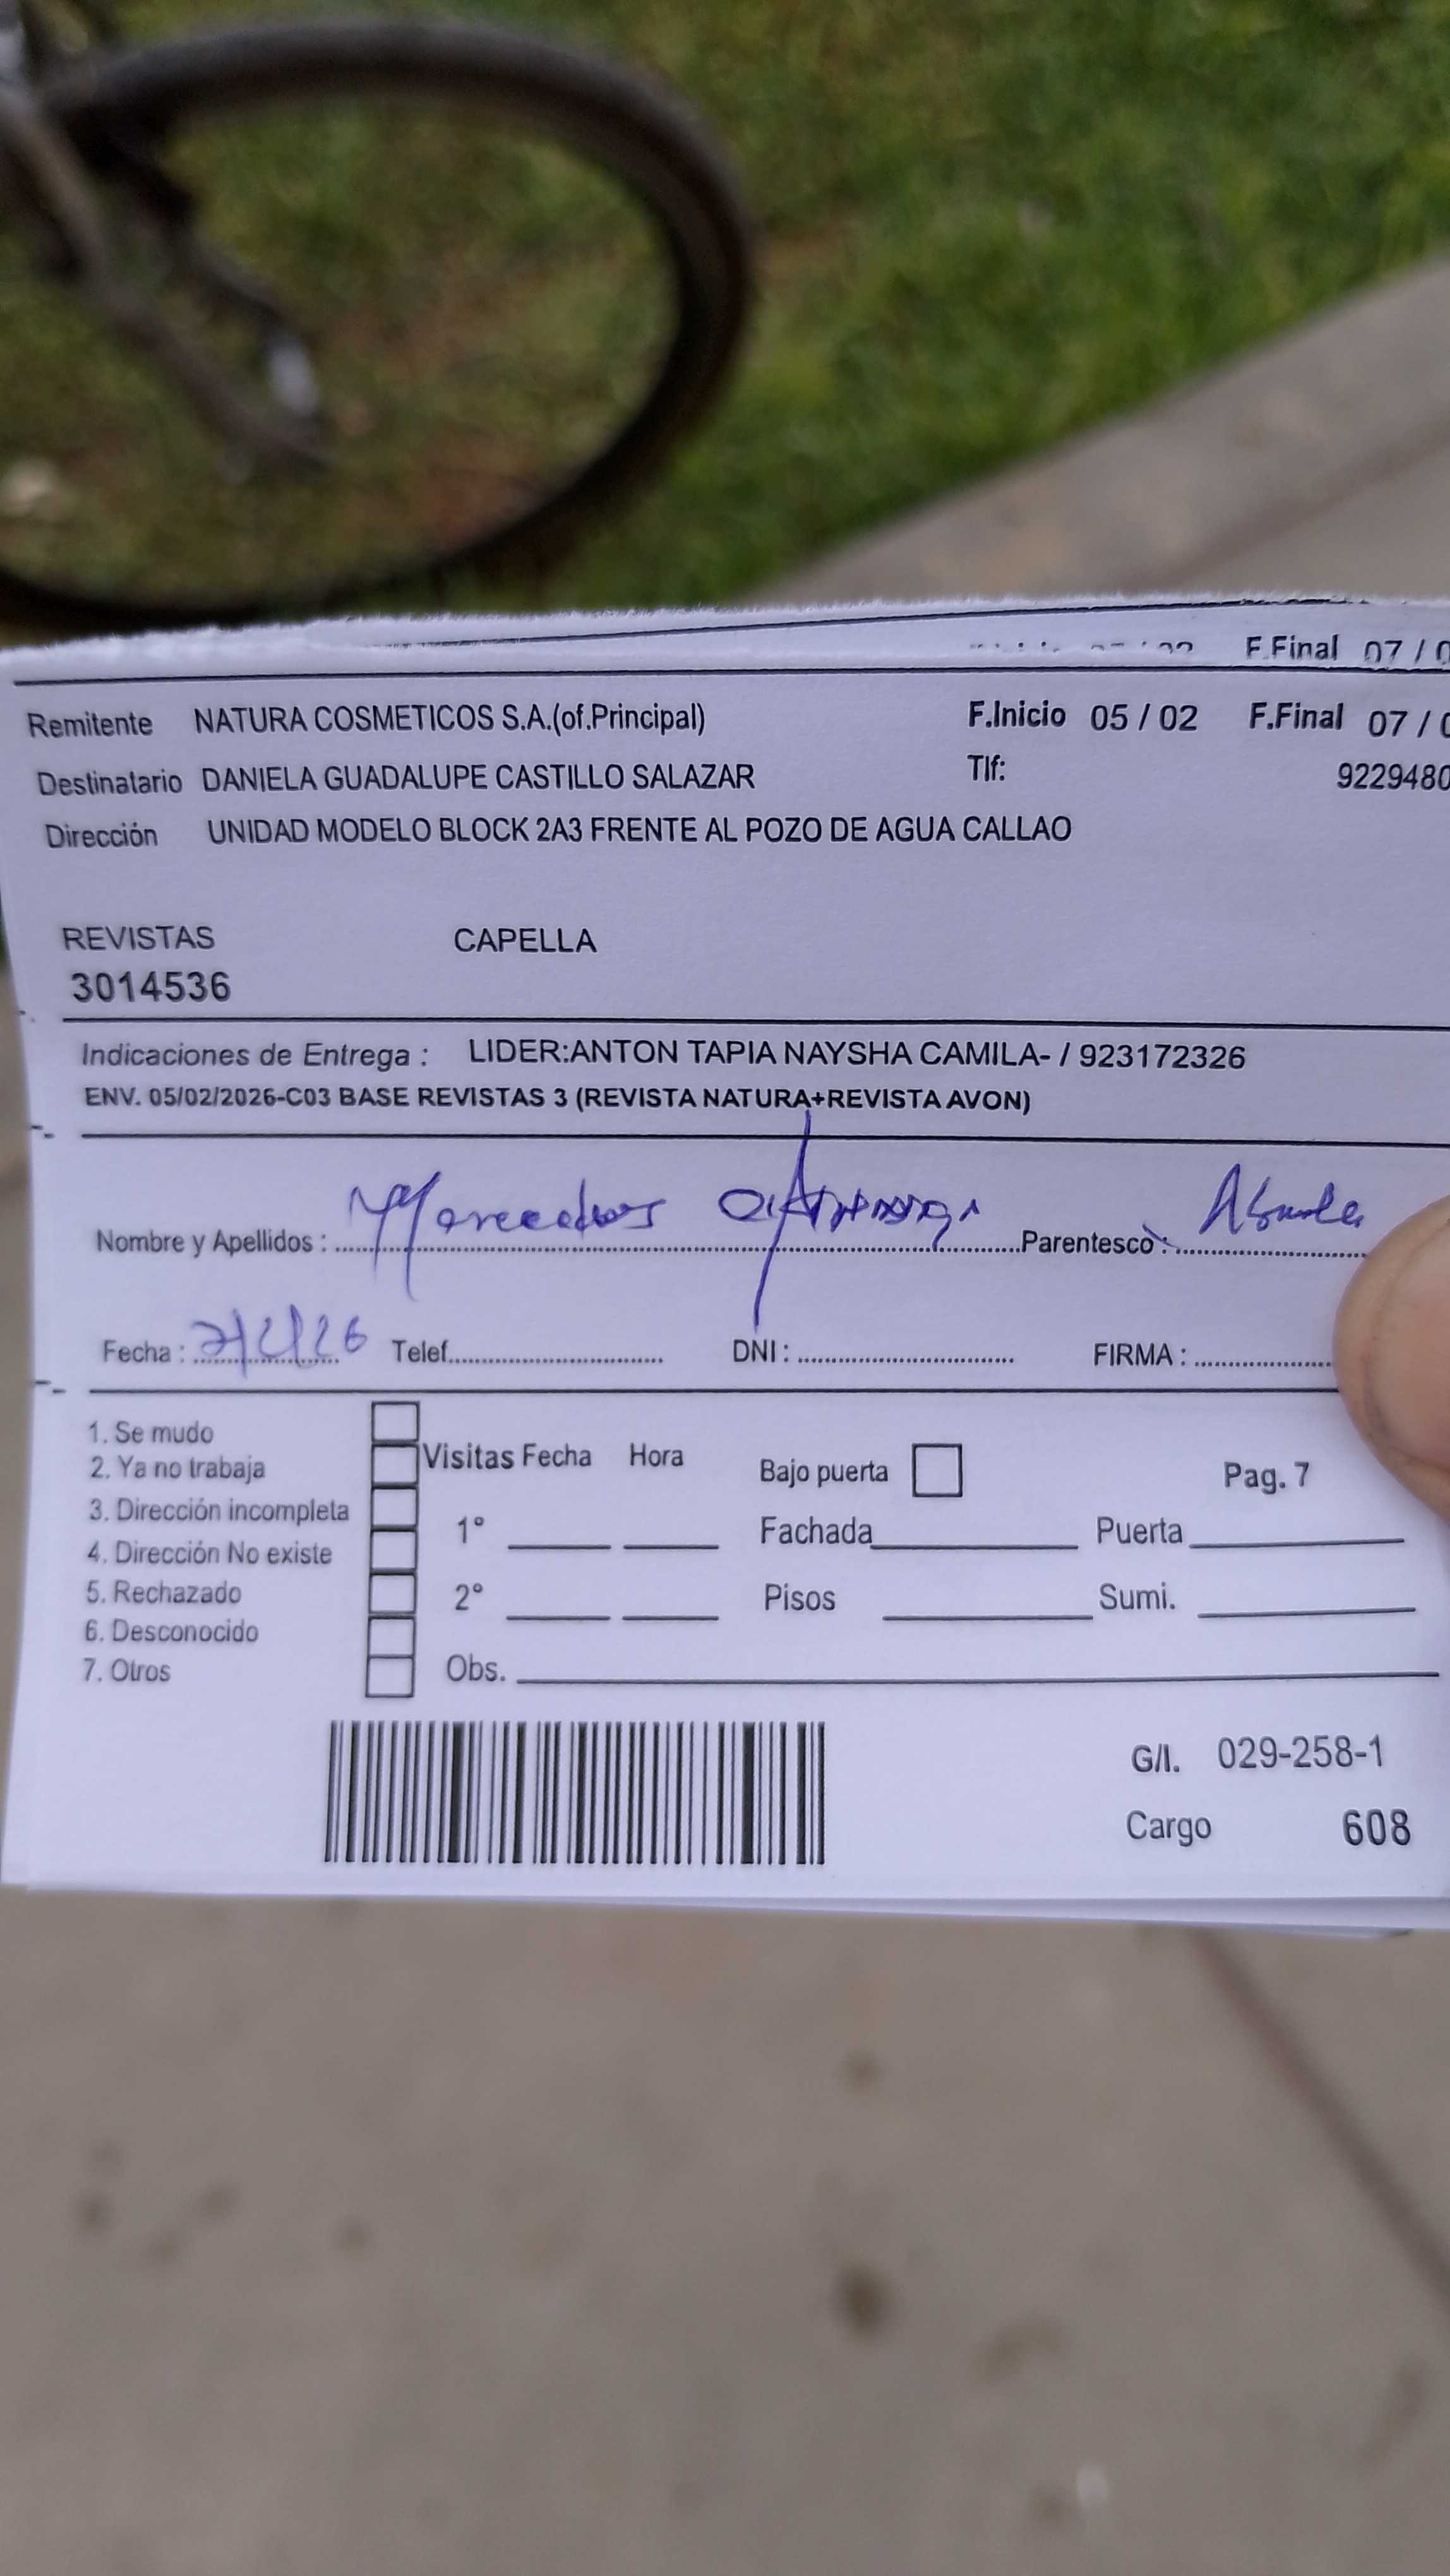 F.Final 07 / 0
Remitente NATURA COSMETICOS S.A.(of.Principal) F.Inicio 05 / 02 F.Final 07 / 0
Destinatario DANIELA GUADALUPE CASTILLO SALAZAR Tlf: 9229480
Dirección UNIDAD MODELO BLOCK 2A3 FRENTE AL POZO DE AGUA CALLAO
REVISTAS CAPELLA
3014536
Indicaciones de Entrega : LIDER:ANTON TAPIA NAYSHA CAMILA- / 923172326
ENV. 05/02/2026-C03 BASE REVISTAS 3 (REVISTA NATURA+REVISTA AVON)
Nombre y Apellidos : Parentesco :
Fecha : 7/2/26 Telef. DNI : FIRMA :
1. Se mudo
2. Ya no trabaja Visitas Fecha Hora Bajo puerta Pag. 7
3. Dirección incompleta 1° Fachada Puerta
4. Dirección No existe
5. Rechazado 2° Pisos Sumi.
6. Desconocido
7. Otros Obs.
G/I. 029-258-1
Cargo 608